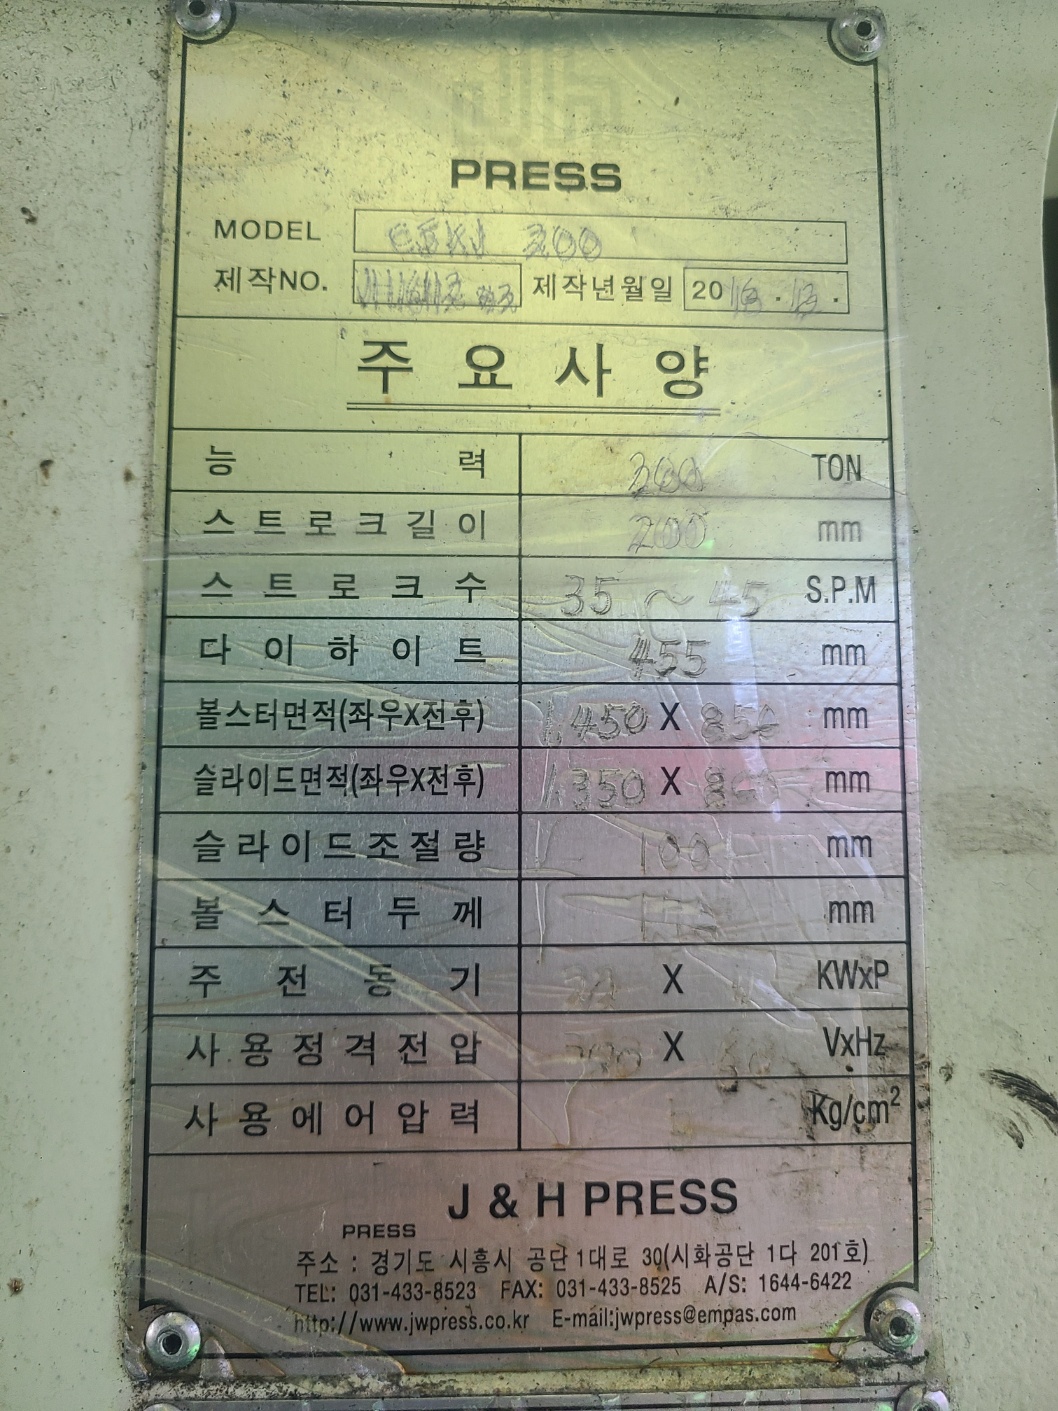 PRESS
MODEL 300
제작NO. 제작년월일 20
주요사양
능력 300 TON
스트로크길이 200 mm
스트로크수 35 ~ 45 S.P.M
다이하이트 455 mm
볼스터면적(좌우X전후) 1,450 X 850 mm
슬라이드면적(좌우X전후) 1,350 X mm
슬라이드조절량 100 mm
볼스터두께 mm
주전동기 X KWxP
사용정격전압 X VxHz
사용에어압력 Kg/cm²
J & H PRESS
PRESS
주소 : 경기도 시흥시 공단1대로 30(시화공단 1다 201호)
TEL: 031-433-8523 FAX: 031-433-8525 A/S: 1644-6422
http://www.jwpress.co.kr E-mail:jwpress@empas.com